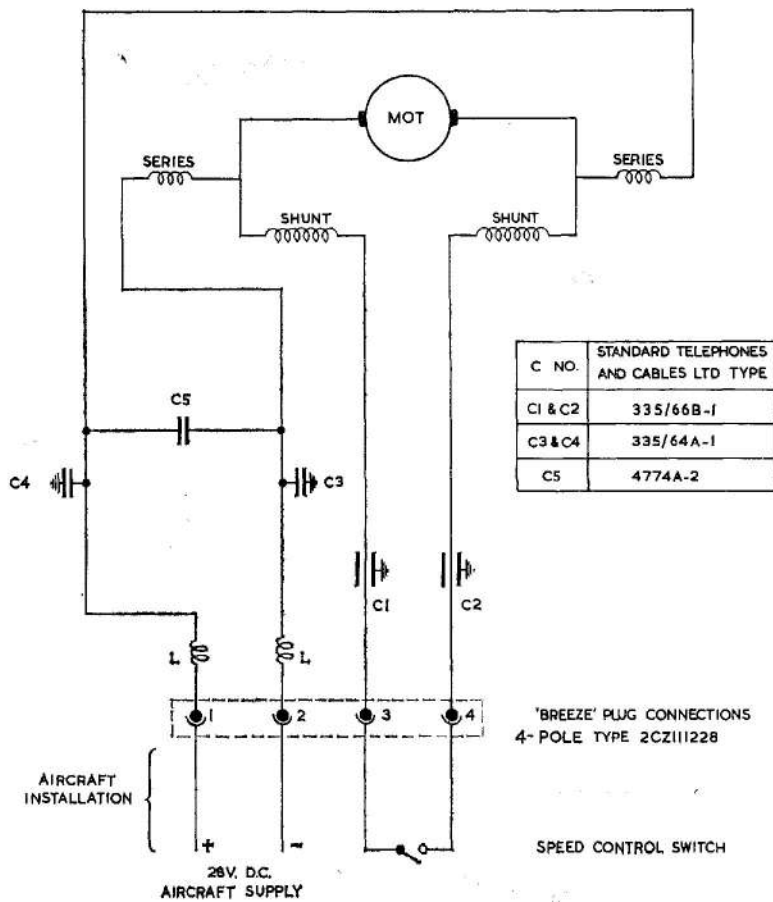 MOT
SERIES
SERIES
SHUNT
SHUNT
C NO.
STANDARD TELEPHONES
AND CABLES LTD TYPE
C1 & C2
335/66B-1
C3 & C4
335/64A-1
C5
4774A-2
C5
C4
C3
C1
C2
L
L
1
2
3
4
'BREEZE' PLUG CONNECTIONS
4-POLE TYPE 2CZ111228
AIRCRAFT
INSTALLATION
+
-
28V. D.C.
AIRCRAFT SUPPLY
SPEED CONTROL SWITCH